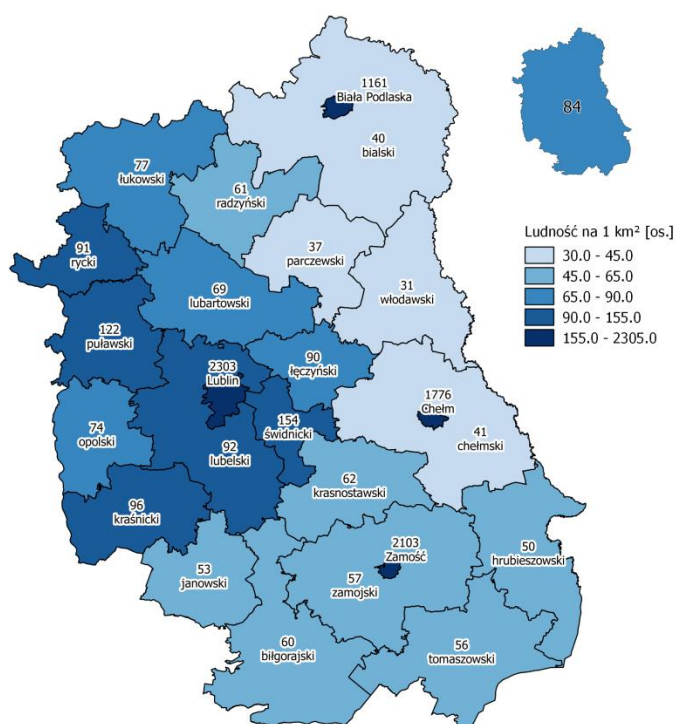 1161
Biała Podlaska
84
40
bialski
77
łukowski
61
radzyński
Ludność na 1 km² [os.]
30.0 - 45.0
45.0 - 65.0
65.0 - 90.0
90.0 - 155.0
155.0 - 2305.0
91
rycki
37
parczewski
31
włodawski
69
lubartowski
122
puławski
2303
Lublin
90
łęczyński
1776
Chełm
74
opolski
154
świdnicki
41
chełmski
92
lubelski
62
krasnostawski
96
kraśnicki
2103
Zamość
50
hrubieszowski
53
janowski
57
zamojski
60
biłgorajski
56
tomaszowski